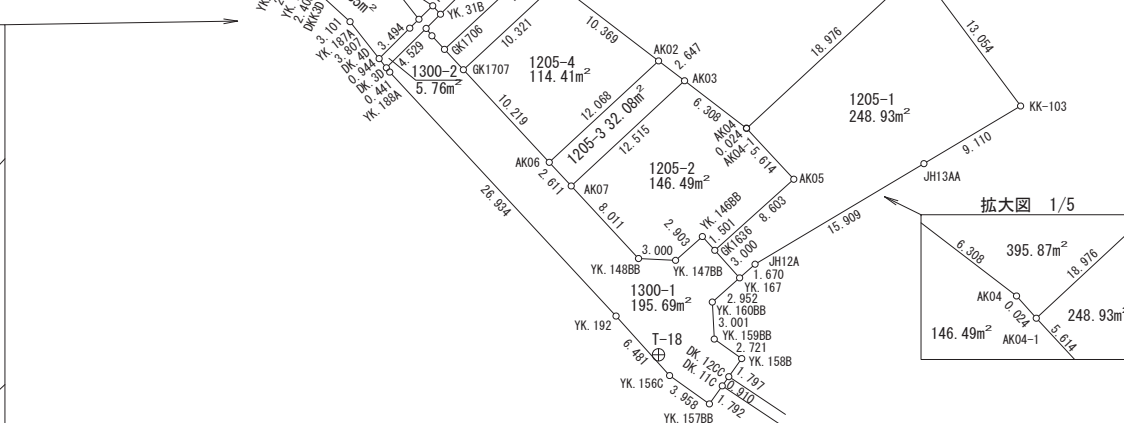 3.101
YK.187A
3.807
DK.4D
0.944
DK.3D
0.441
YK.188A
DKK3D
3.494
4.529
YK.31B
GK1706
GK1707
10.321
1300-2
5.76m²
1205-4
114.41m²
10.369
AK02
2.647
AK03
18.976
13.054
KK-103
1205-1
248.93m²
9.110
JH13AA
10.219
12.068
1205-3 32.08m²
12.515
6.308
AK04
0.024
AK04-1
5.614
AK05
AK06
2.611
AK07
1205-2
146.49m²
8.603
26.934
8.011
2.903
YK.146BB
1.501
GK1636
3.000
15.909
拡大図 1/5
3.000
YK.148BB
YK.147BB
JH12A
1.670
YK.167
1300-1
195.69m²
2.952
YK.160BB
3.001
YK.159BB
2.721
YK.158B
YK.192
T-18
6.481
DK.12CC
DK.11C
1.797
0.910
1.792
YK.156C
3.958
YK.157BB
6.308
395.87m²
18.976
AK04
0.024
AK04-1
146.49m²
248.93m²
5.614